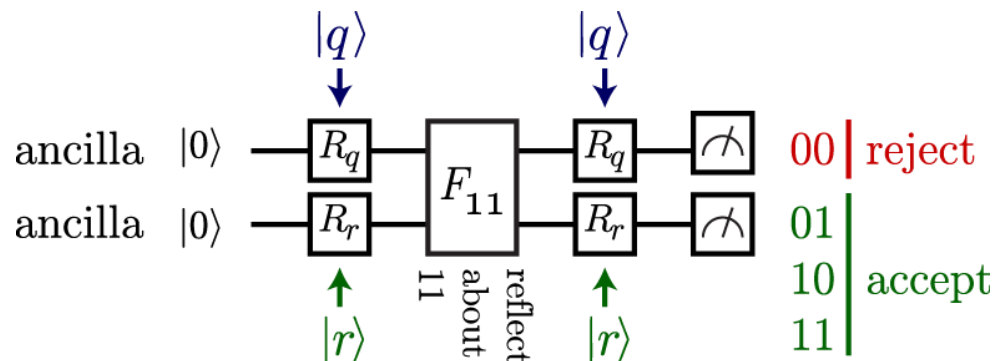 |q⟩ |q⟩
ancilla |0⟩ R_q F_11 R_q 00 reject
ancilla |0⟩ R_r R_r 01
10 accept
11
reflect
about
11
|r⟩ |r⟩